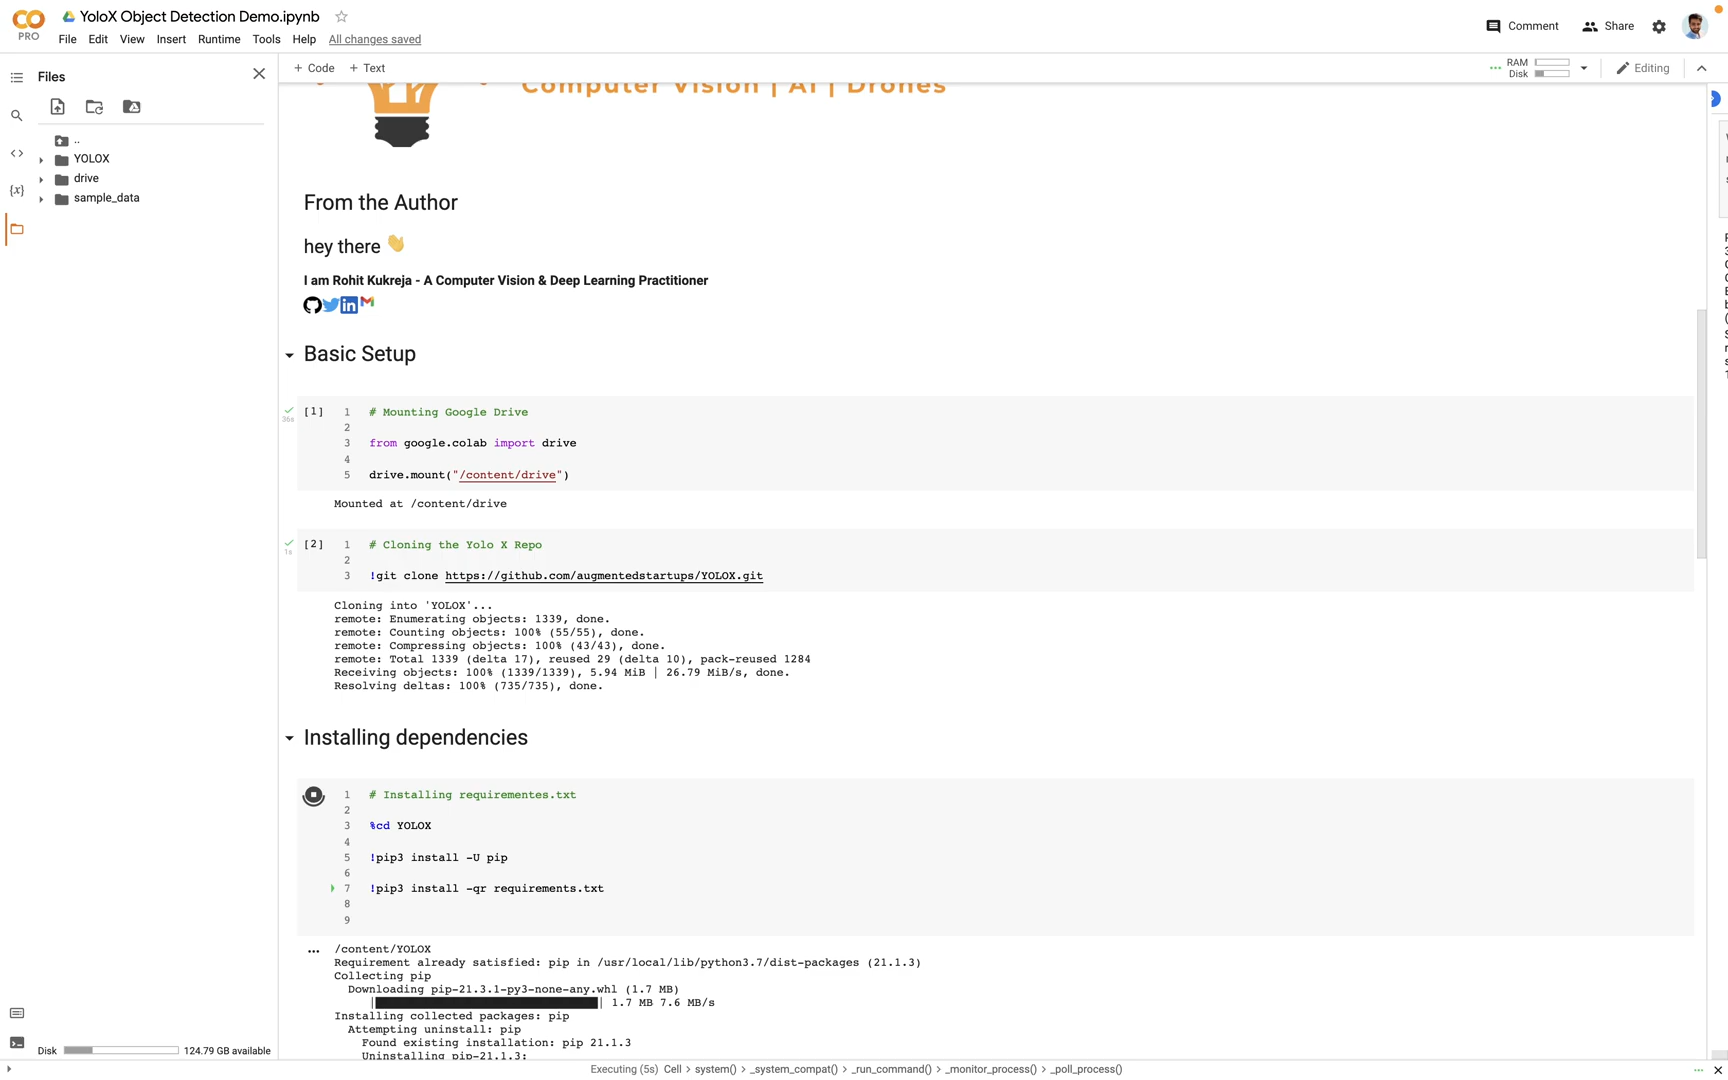 YoloX Object Detection Demo.ipynb
PRO
File Edit View Insert Runtime Tools Help All changes saved
Comment Share
Files
+ Code + Text
RAM
Disk
Editing
Computer Vision | AI | Drones
..
YOLOX
drive
sample_data
{x}
From the Author
hey there 👋
I am Rohit Kukreja - A Computer Vision & Deep Learning Practitioner
Basic Setup
[1] 1 # Mounting Google Drive
36s
2
3 from google.colab import drive
4
5 drive.mount("/content/drive")
Mounted at /content/drive
[2] 1 # Cloning the Yolo X Repo
1s
2
3 !git clone https://github.com/augmentedstartups/YOLOX.git
Cloning into 'YOLOX'...
remote: Enumerating objects: 1339, done.
remote: Counting objects: 100% (55/55), done.
remote: Compressing objects: 100% (43/43), done.
remote: Total 1339 (delta 17), reused 29 (delta 10), pack-reused 1284
Receiving objects: 100% (1339/1339), 5.94 MiB | 26.79 MiB/s, done.
Resolving deltas: 100% (735/735), done.
Installing dependencies
1 # Installing requirementes.txt
2
3 %cd YOLOX
4
5 !pip3 install -U pip
6
7 !pip3 install -qr requirements.txt
8
9
... /content/YOLOX
Requirement already satisfied: pip in /usr/local/lib/python3.7/dist-packages (21.1.3)
Collecting pip
Downloading pip-21.3.1-py3-none-any.whl (1.7 MB)
| 1.7 MB 7.6 MB/s
Installing collected packages: pip
Attempting uninstall: pip
Found existing installation: pip 21.1.3
Uninstalling pip-21.1.3:
Disk 124.79 GB available
Executing (5s) Cell > system() > _system_compat() > _run_command() > _monitor_process() > _poll_process()